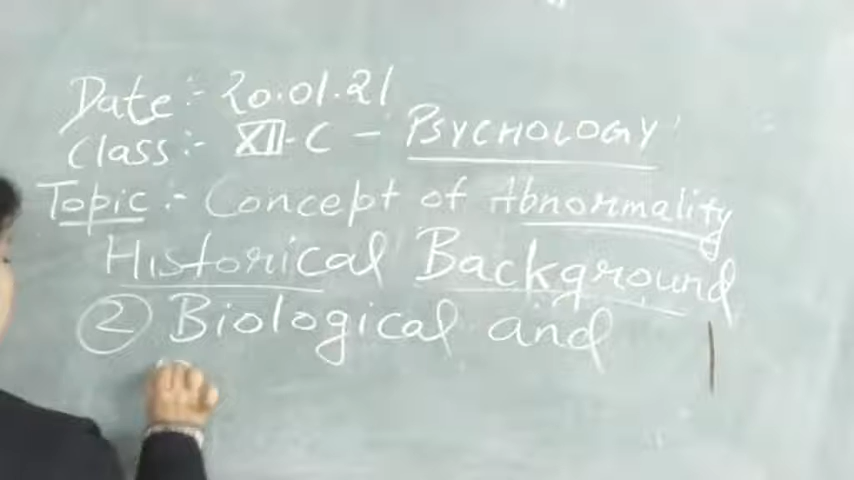 Date:- 20.01.21
Class:- XII-C - PSYCHOLOGY
Topic:- Concept of Abnormality
Historical Background
② Biological and